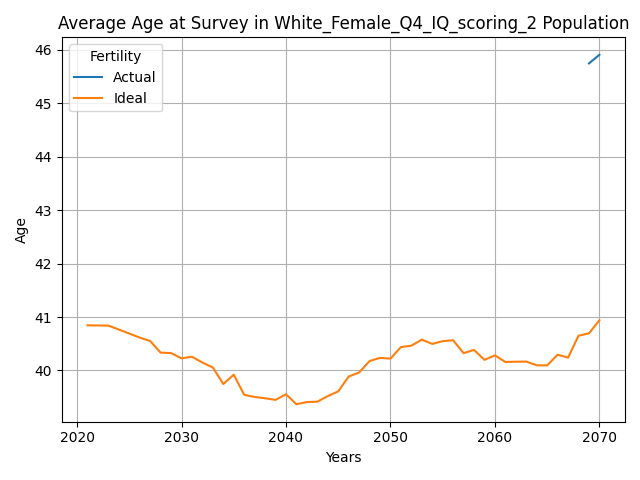 Average Age at Survey in White_Female_Q4_IQ_scoring_2 Population
Fertility
Actual
Ideal
46
45
44
43
42
41
40
Age
2020
2030
2040
2050
2060
2070
Years